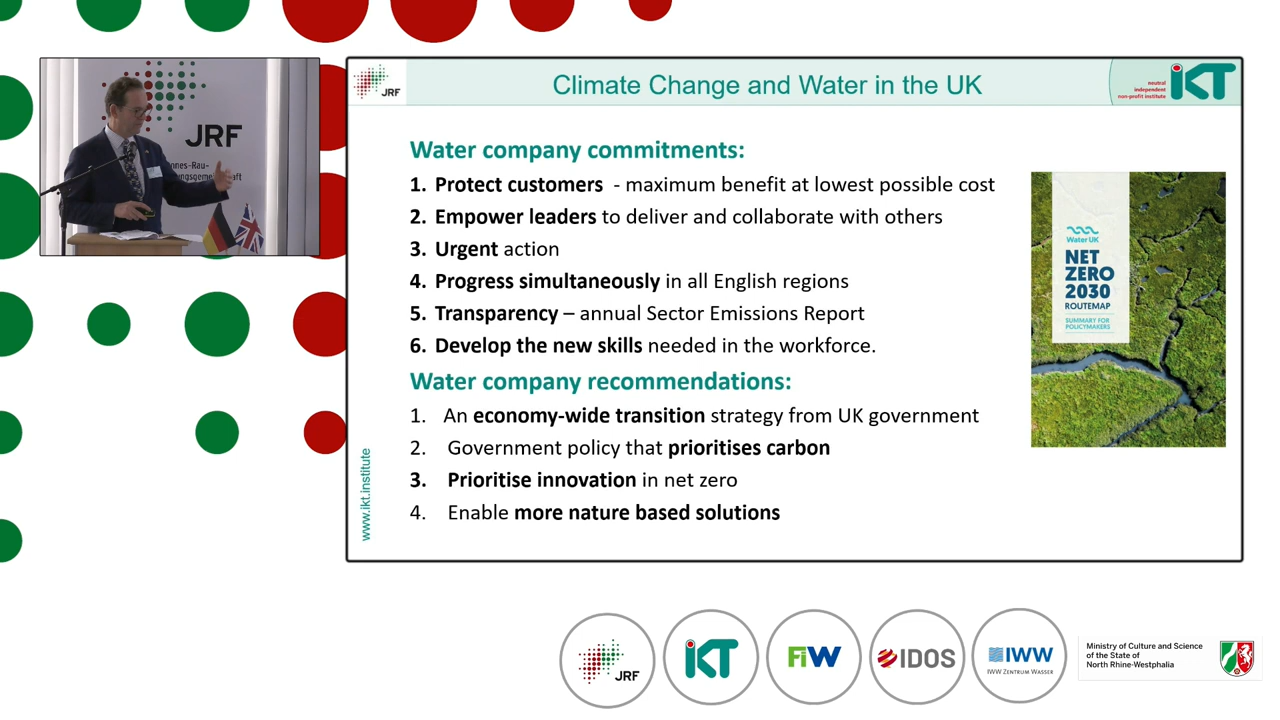 JRF
nnes-Rau-
ngsgemei
aft
JRF
Climate Change and Water in the UK
neutral
independent
non-profit institute
iKT
Water company commitments:
1. Protect customers - maximum benefit at lowest possible cost
2. Empower leaders to deliver and collaborate with others
3. Urgent action
4. Progress simultaneously in all English regions
5. Transparency – annual Sector Emissions Report
6. Develop the new skills needed in the workforce.
Water company recommendations:
1. An economy-wide transition strategy from UK government
2. Government policy that prioritises carbon
3. Prioritise innovation in net zero
4. Enable more nature based solutions
Water UK
NET
ZERO
2030
ROUTEMAP
SUMMARY FOR
POLICYMAKERS
www.ikt.institute
JRF
iKT
FiW
IDOS
IWW
IWW ZENTRUM WASSER
Ministry of Culture and Science
of the State of
North Rhine-Westphalia